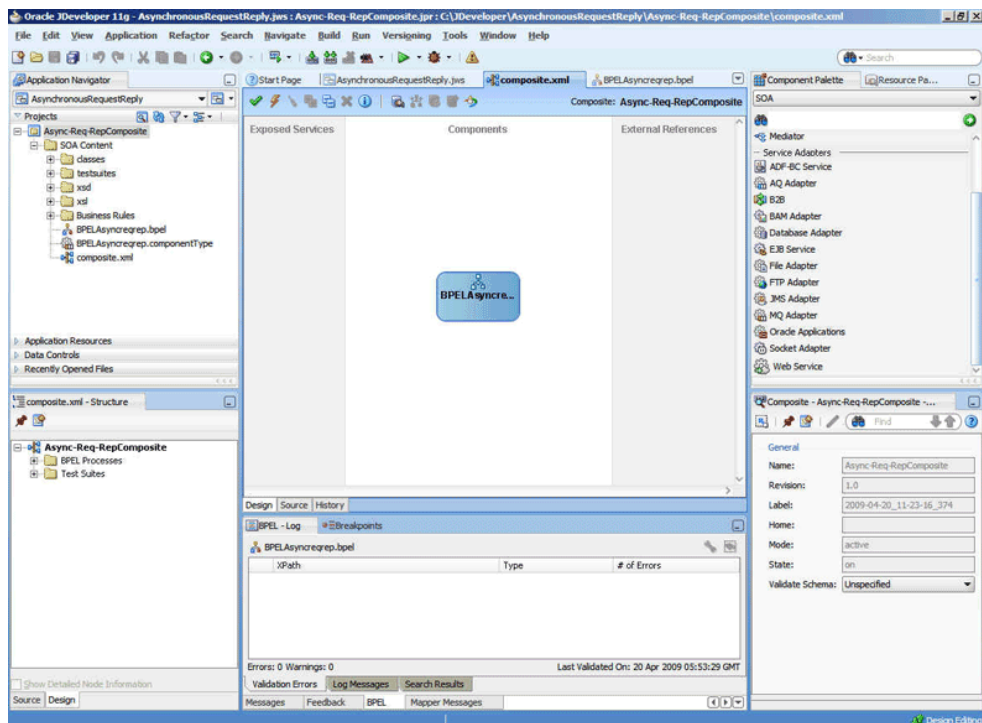 Oracle JDeveloper 11g - AsynchronousRequestReply.jws : Async-Req-RepComposite.jpr : C:\JDeveloper\AsynchronousRequestReply\Async-Req-RepComposite\composite.xml
File Edit View Application Refactor Search Navigate Build Run Versioning Tools Window Help
Search
Application Navigator
AsynchronousRequestReply
Projects
Async-Req-RepComposite
SOA Content
classes
testsuites
xsd
xsl
Business Rules
BPELAsyncreqrep.bpel
BPELAsyncreqrep.componentType
composite.xml
Application Resources
Data Controls
Recently Opened Files
composite.xml - Structure
Async-Req-RepComposite
BPEL Processes
Test Suites
Show Detailed Node Information
Source Design
Start Page AsynchronousRequestReply.jws composite.xml BPELAsyncreqrep.bpel
Composite: Async-Req-RepComposite
Exposed Services Components External References
BPELAsyncre...
Design Source History
BPEL - Log Breakpoints
BPELAsyncreqrep.bpel
XPath Type # of Errors
Errors: 0 Warnings: 0 Last Validated On: 20 Apr 2009 05:53:29 GMT
Validation Errors Log Messages Search Results
Messages Feedback BPEL Mapper Messages
Component Palette Resource Pa...
SOA
Mediator
Service Adapters
ADF-BC Service
AQ Adapter
B2B
BAM Adapter
Database Adapter
EJB Service
File Adapter
FTP Adapter
JMS Adapter
MQ Adapter
Oracle Applications
Socket Adapter
Web Service
Composite - Async-Req-RepComposite -...
Find
General
Name: Async-Req-RepComposite
Revision: 1.0
Label: 2009-04-20_11-23-16_374
Home:
Mode: active
State: on
Validate Schema: Unspecified
Design Editing